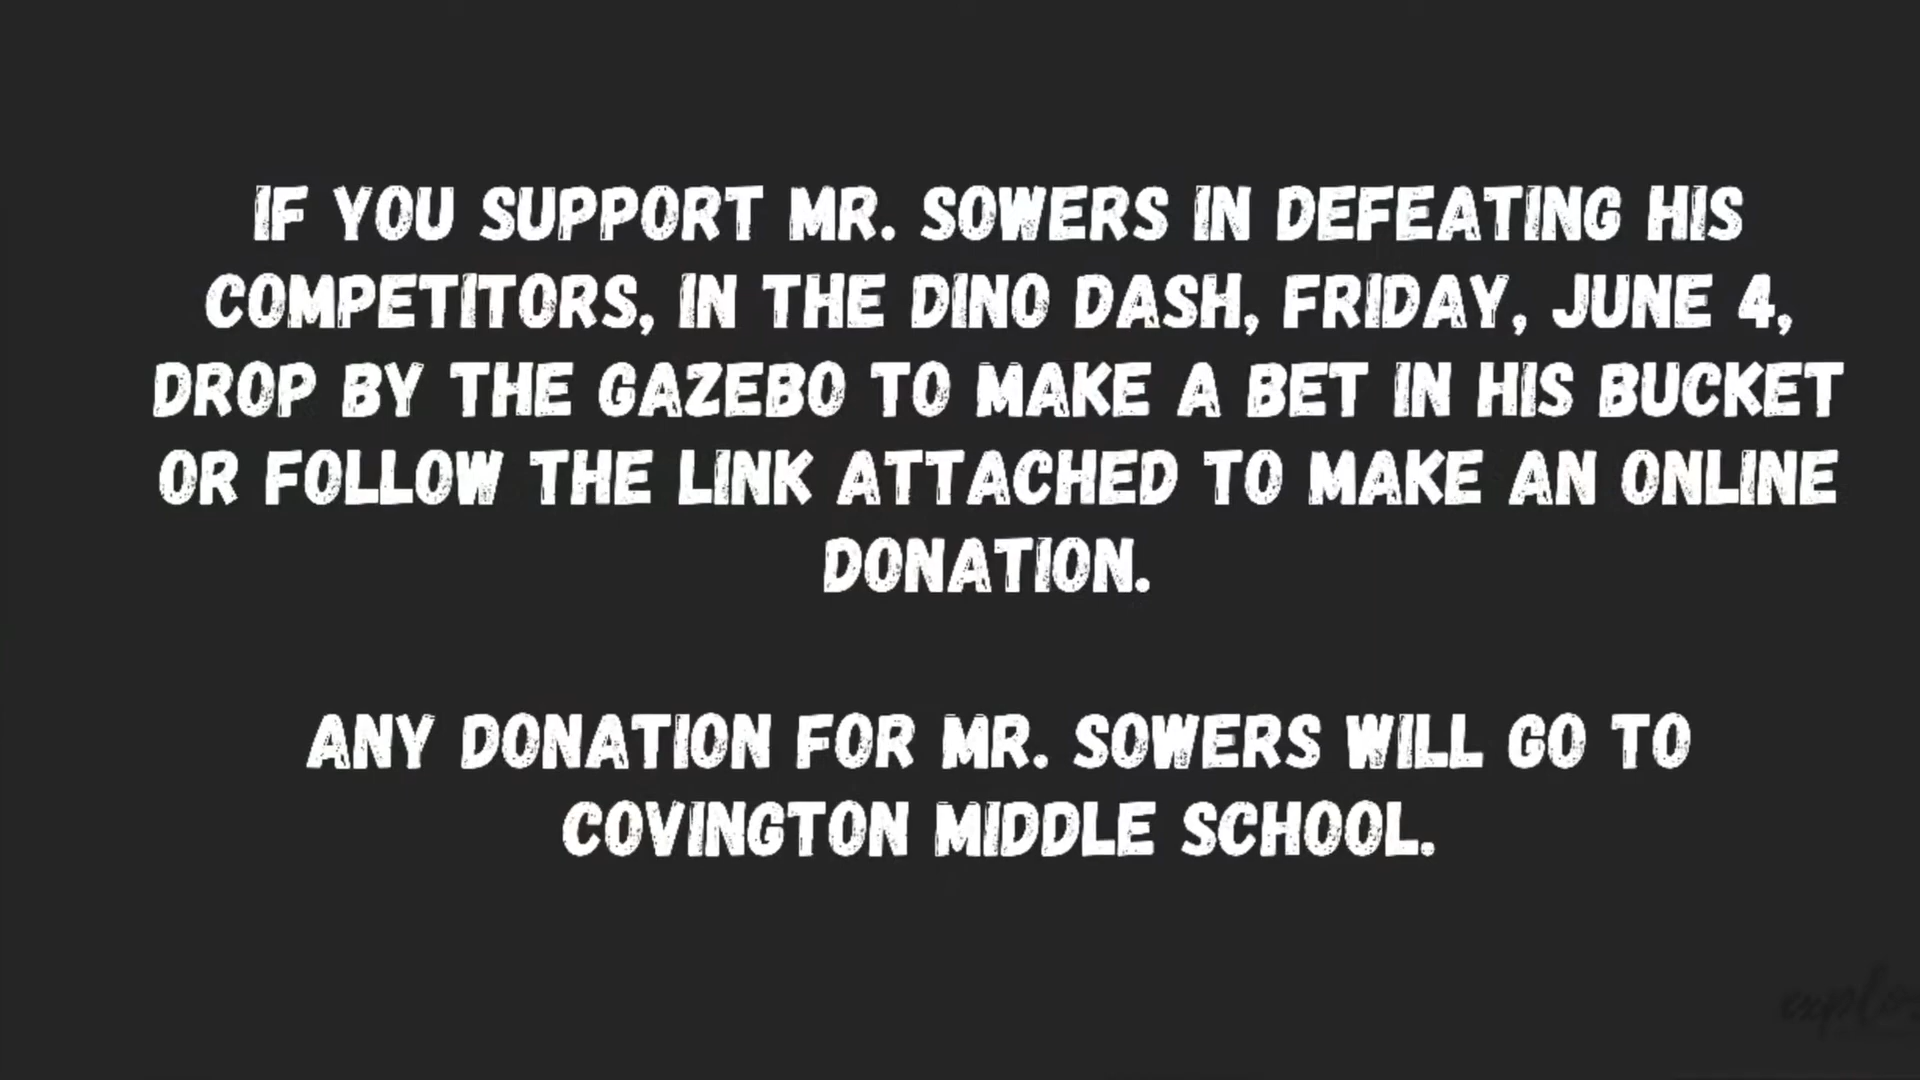 IF YOU SUPPORT MR. SOWERS IN DEFEATING HIS
COMPETITORS, IN THE DINO DASH, FRIDAY, JUNE 4,
DROP BY THE GAZEBO TO MAKE A BET IN HIS BUCKET
OR FOLLOW THE LINK ATTACHED TO MAKE AN ONLINE
DONATION.
ANY DONATION FOR MR. SOWERS WILL GO TO
COVINGTON MIDDLE SCHOOL.